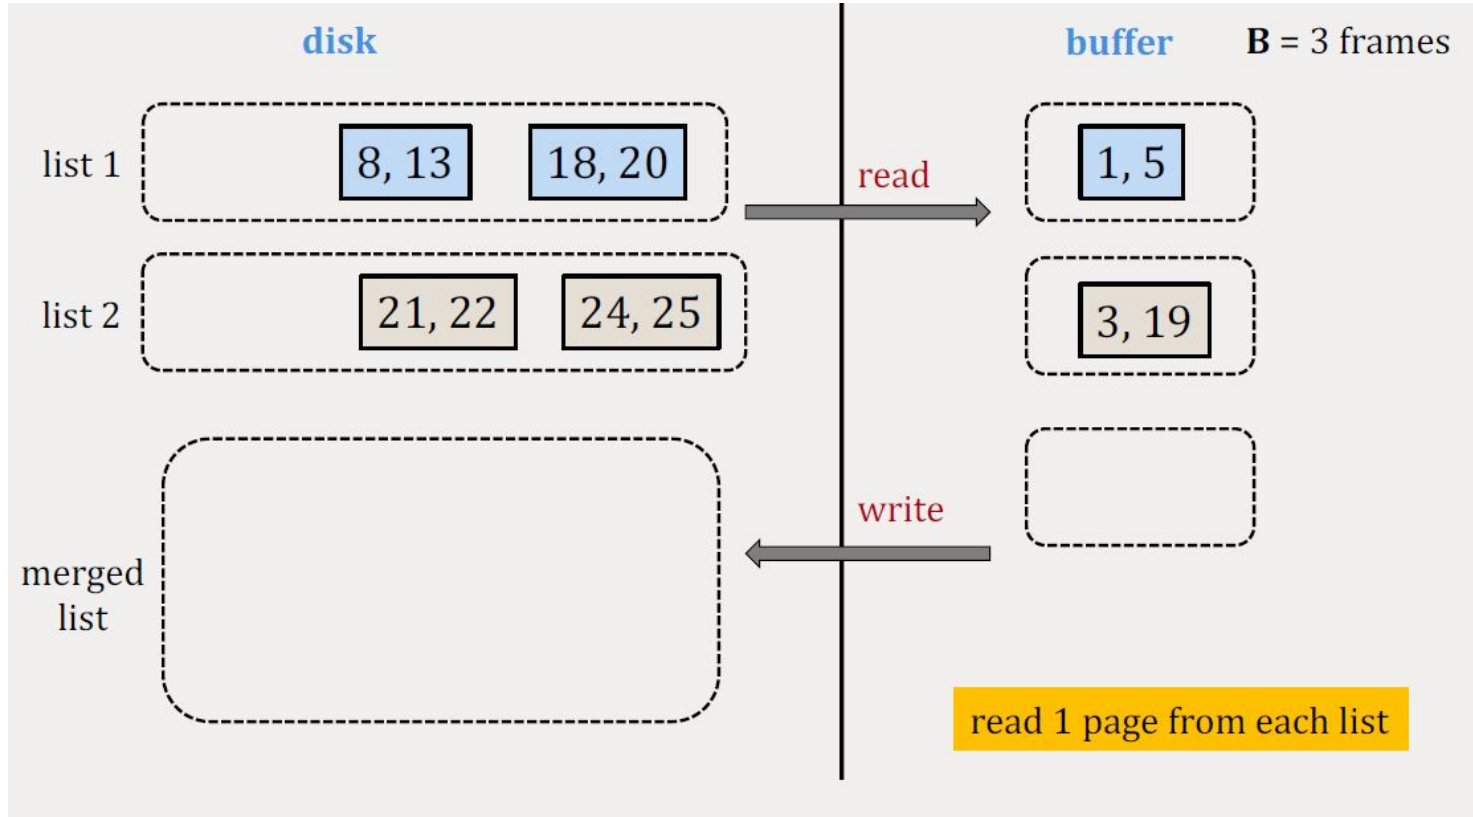 disk
buffer
B = 3 frames
list 1
8, 13
18, 20
read
1, 5
list 2
21, 22
24, 25
3, 19
write
merged
list
read 1 page from each list